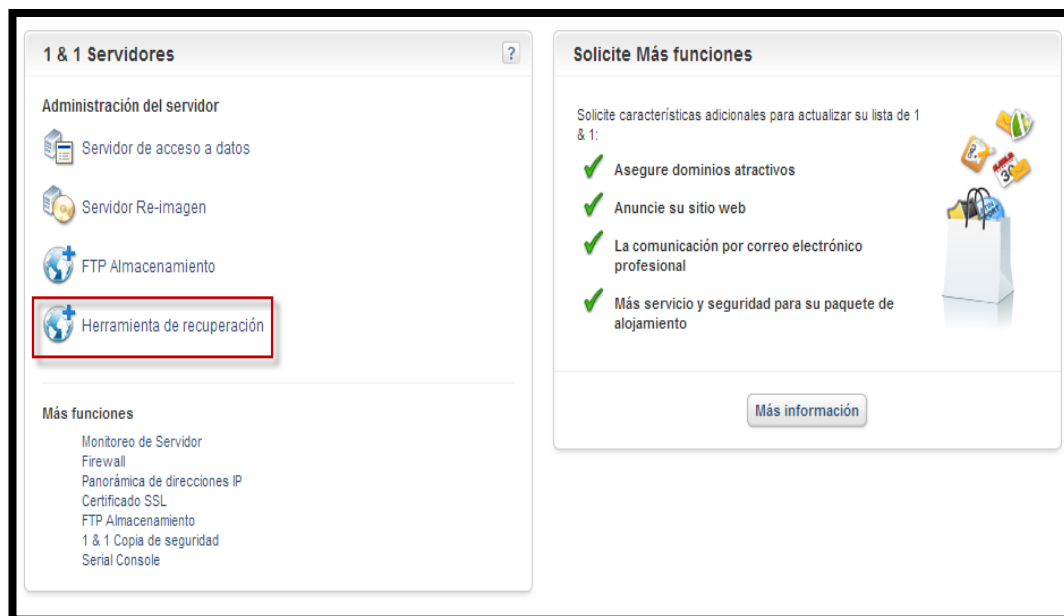 1 & 1 Servidores
?
Administración del servidor
Servidor de acceso a datos
Servidor Re-imagen
FTP Almacenamiento
Herramienta de recuperación
Más funciones
Monitoreo de Servidor
Firewall
Panorámica de direcciones IP
Certificado SSL
FTP Almacenamiento
1 & 1 Copia de seguridad
Serial Console
Solicite Más funciones
Solicite características adicionales para actualizar su lista de 1
& 1:
Asegure dominios atractivos
Anuncie su sitio web
La comunicación por correo electrónico
profesional
Más servicio y seguridad para su paquete de
alojamiento
30
Más información